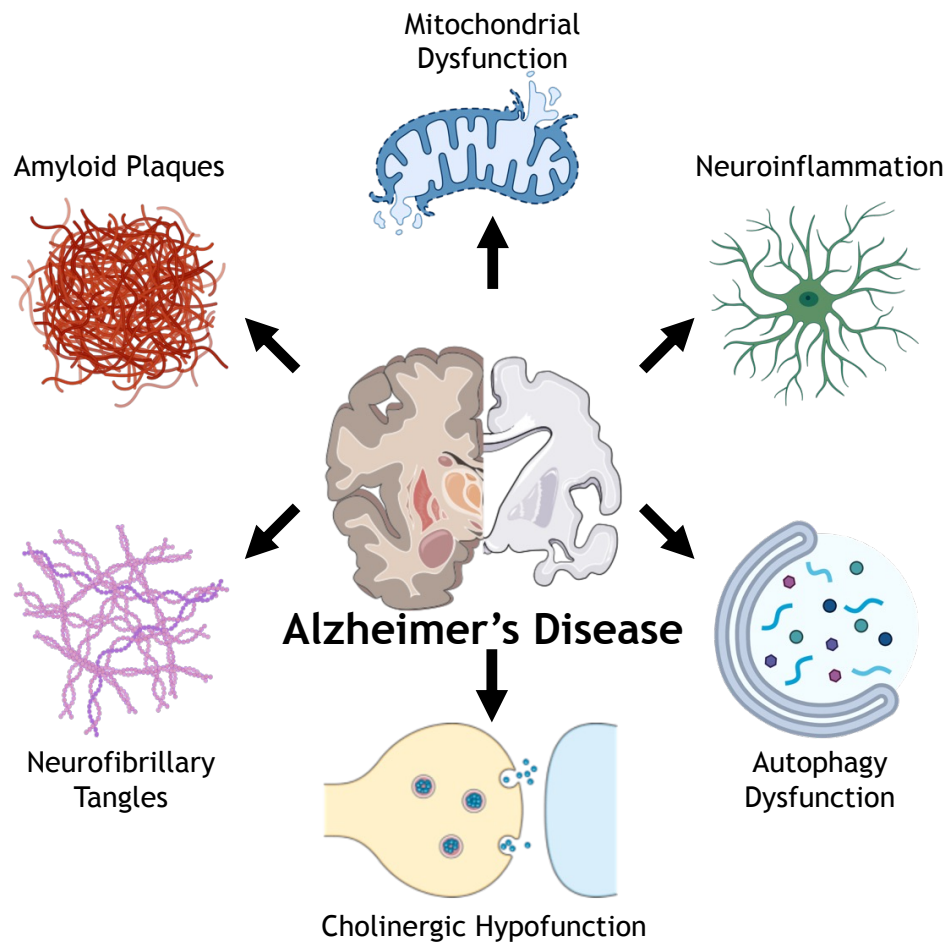 Mitochondrial
Dysfunction
Amyloid Plaques
Neuroinflammation
Alzheimer’s Disease
Neurofibrillary
Tangles
Autophagy
Dysfunction
Cholinergic Hypofunction